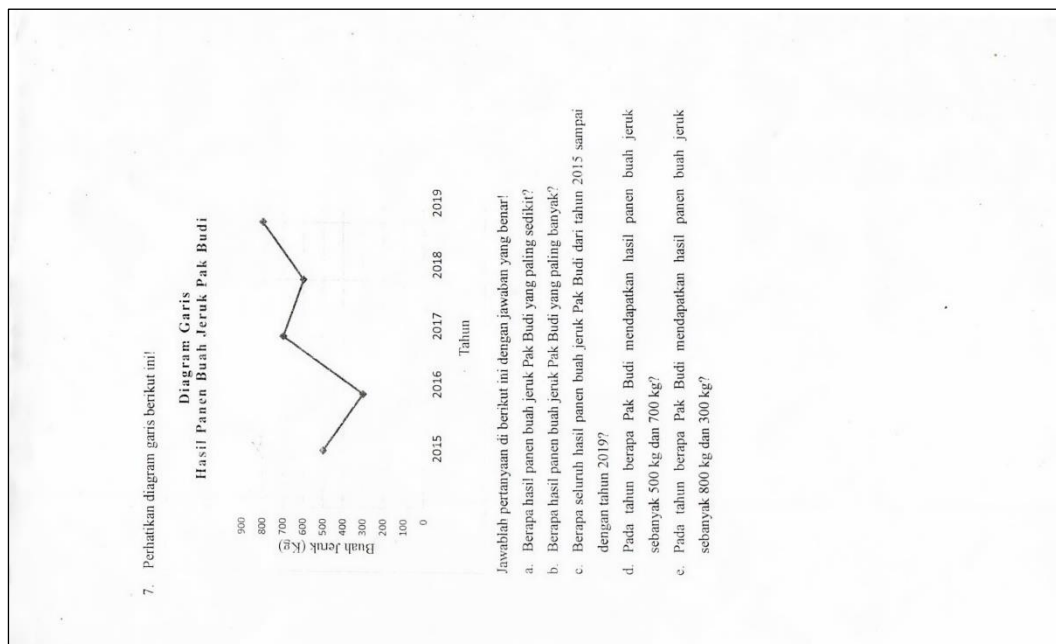 7. Perhatikan diagram garis berikut ini!
Diagram Garis
Hasil Panen Buah Jeruk Pak Budi
Buah Jeruk (Kg)
900
800
700
600
500
400
300
200
100
0
2015 2016 2017 2018 2019
Tahun
Jawablah pertanyaan di berikut ini dengan jawaban yang benar!
a. Berapa hasil panen buah jeruk Pak Budi yang paling sedikit?
b. Berapa hasil panen buah jeruk Pak Budi yang paling banyak?
c. Berapa seluruh hasil panen buah jeruk Pak Budi dari tahun 2015 sampai
dengan tahun 2019?
d. Pada tahun berapa Pak Budi mendapatkan hasil panen buah jeruk
sebanyak 500 kg dan 700 kg?
e. Pada tahun berapa Pak Budi mendapatkan hasil panen buah jeruk
sebanyak 800 kg dan 300 kg?